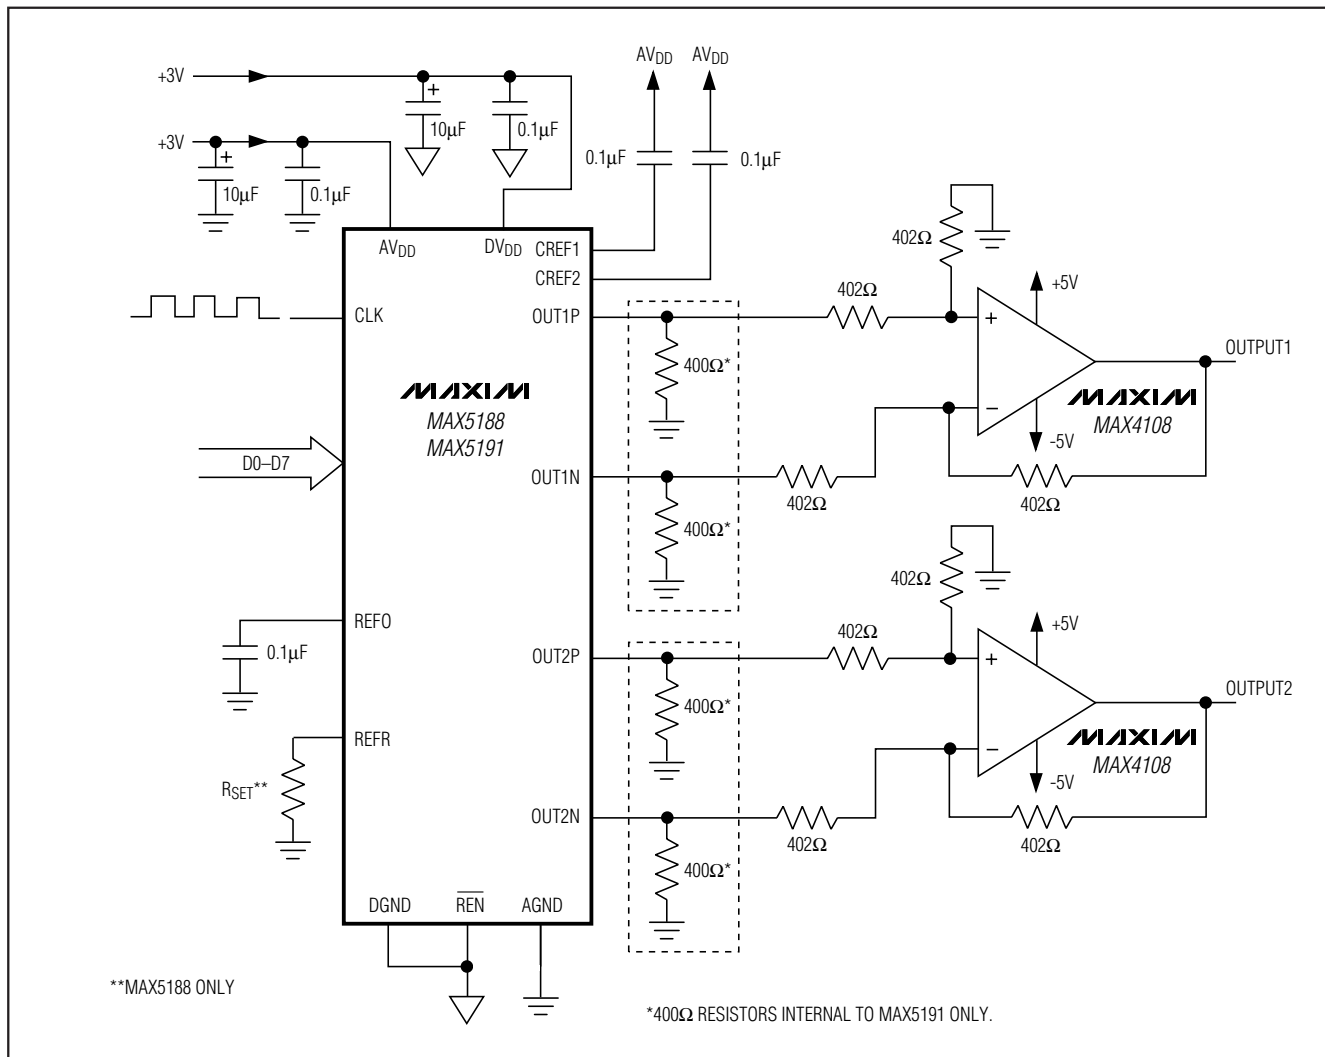 AVDD AVDD
+3V
+
10µF
0.1µF
+3V
+
10µF
0.1µF
0.1µF
0.1µF
AVDD
DVDD
CREF1
CREF2
CLK
OUT1P
MAXIM
MAX5188
MAX5191
D0–D7
OUT1N
REFO
0.1µF
OUT2P
REFR
RSET**
OUT2N
DGND
REN
AGND
400Ω*
400Ω*
400Ω*
400Ω*
402Ω
402Ω
+5V
+
−
-5V
OUTPUT1
MAXIM
MAX4108
402Ω
402Ω
402Ω
402Ω
+5V
+
−
-5V
OUTPUT2
MAXIM
MAX4108
402Ω
402Ω
**MAX5188 ONLY
*400Ω RESISTORS INTERNAL TO MAX5191 ONLY.